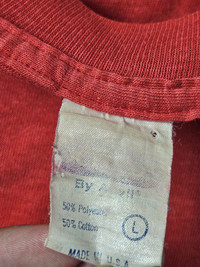 By
50% Polyester
50% Cotton
L
MADE IN U.S.A.